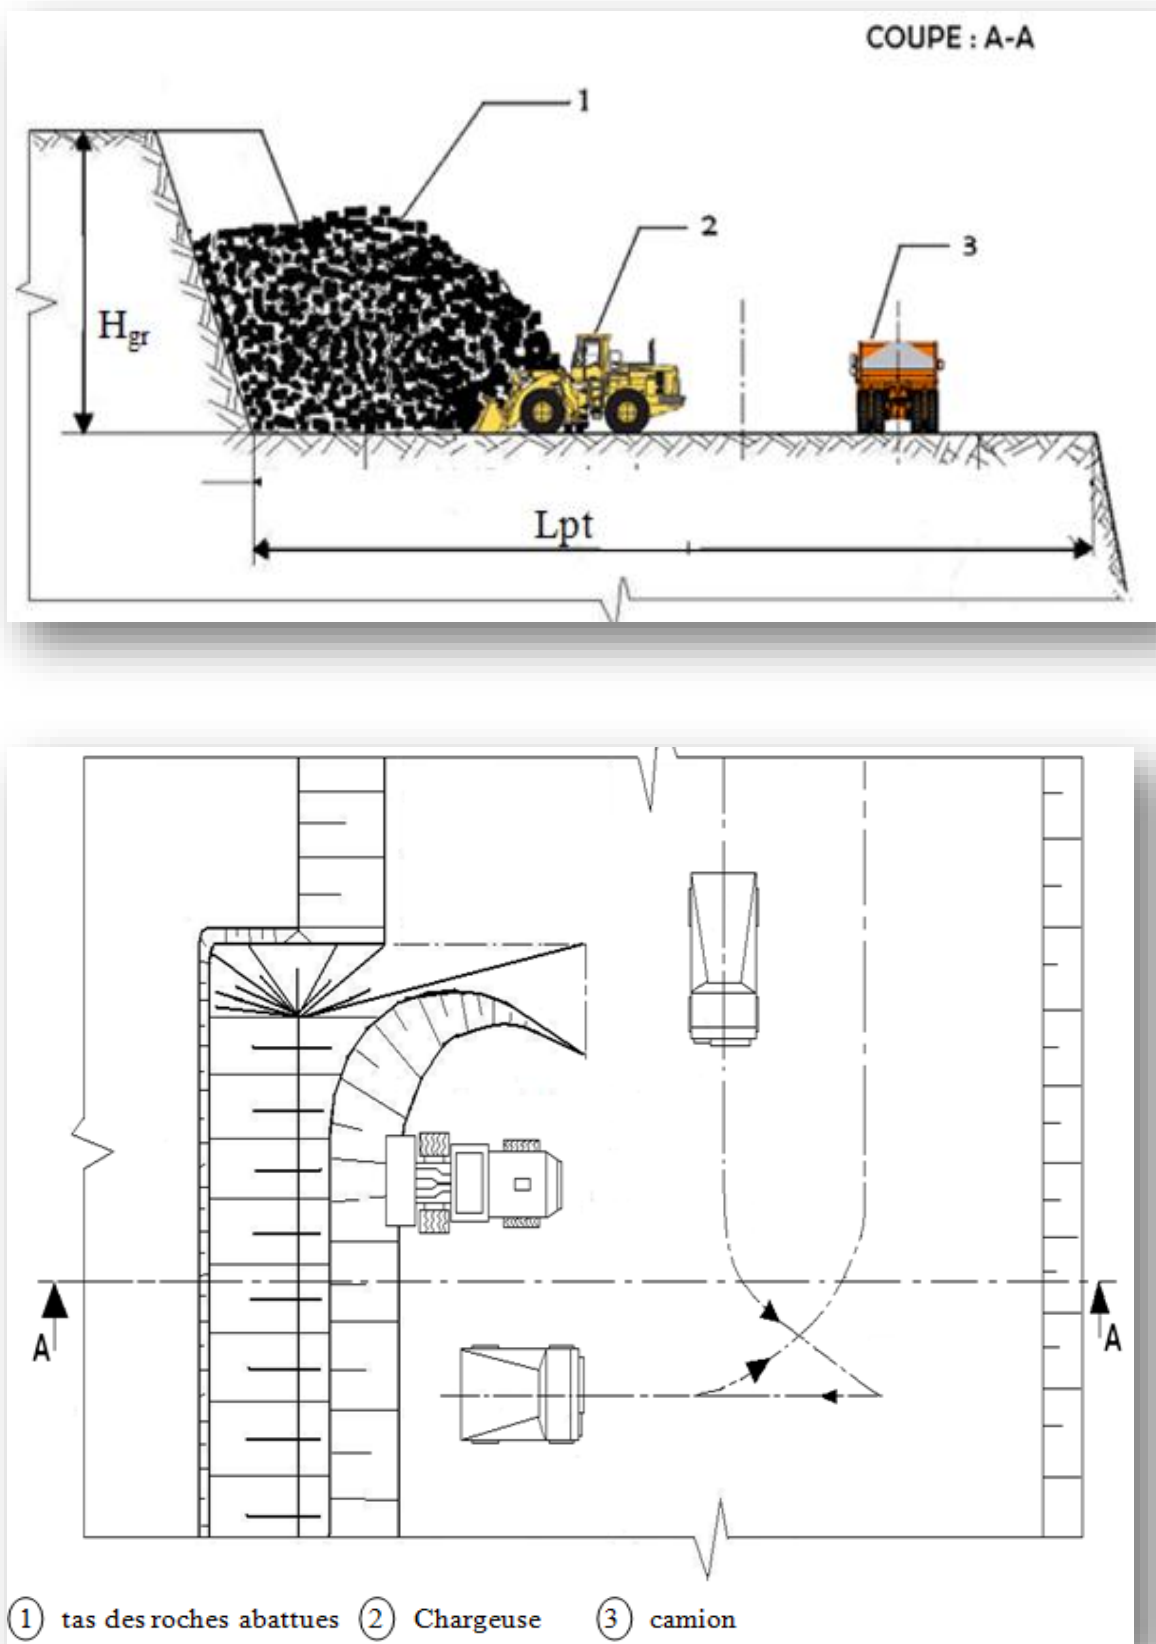 COUPE : A-A
1
2
3
Hgr
Lpt
A
A
1 tas des roches abattues 2 Chargeuse 3 camion